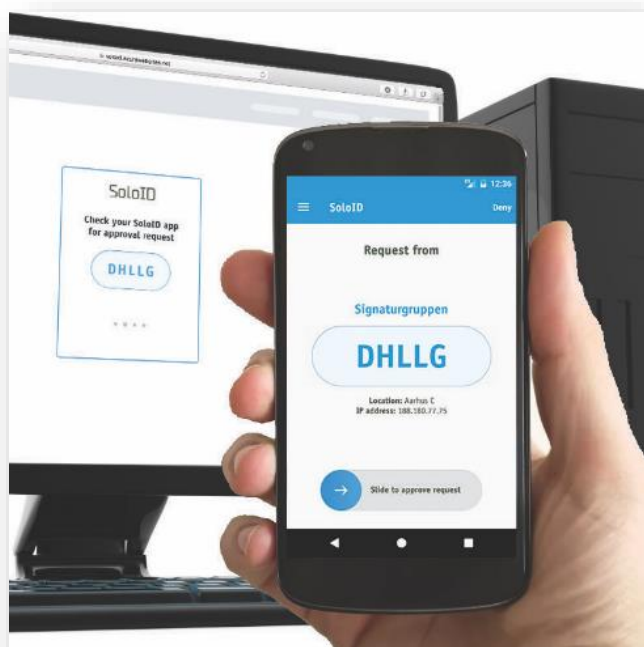 SoloID
Check your SoloID app
for approval request
DHLLG
12:36
SoloID
Deny
Request from
Signaturgruppen
DHLLG
Location: Aarhus C
IP address: 188.180.77.75
Slide to approve request